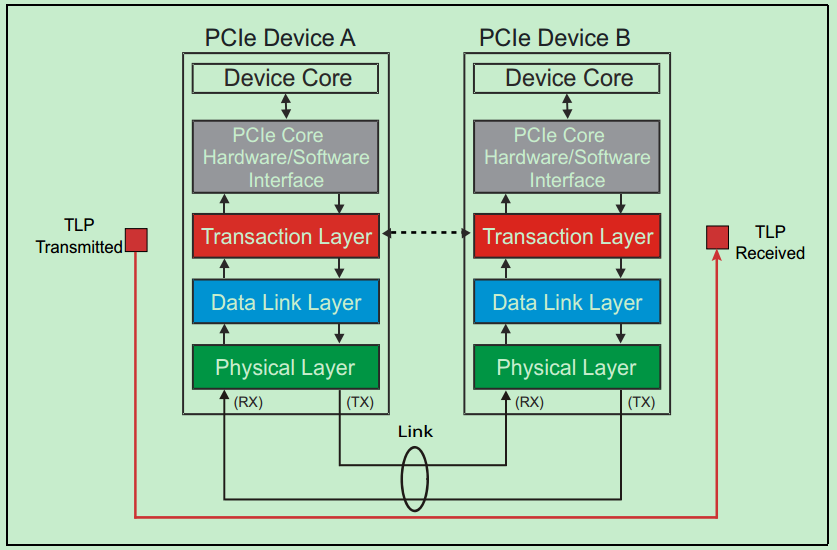 PCIe Device A
PCIe Device B
Device Core
Device Core
PCIe Core
Hardware/Software
Interface
PCIe Core
Hardware/Software
Interface
TLP
Transmitted
Transaction Layer
Transaction Layer
TLP
Received
Data Link Layer
Data Link Layer
Physical Layer
Physical Layer
(RX)
(TX)
(RX)
(TX)
Link